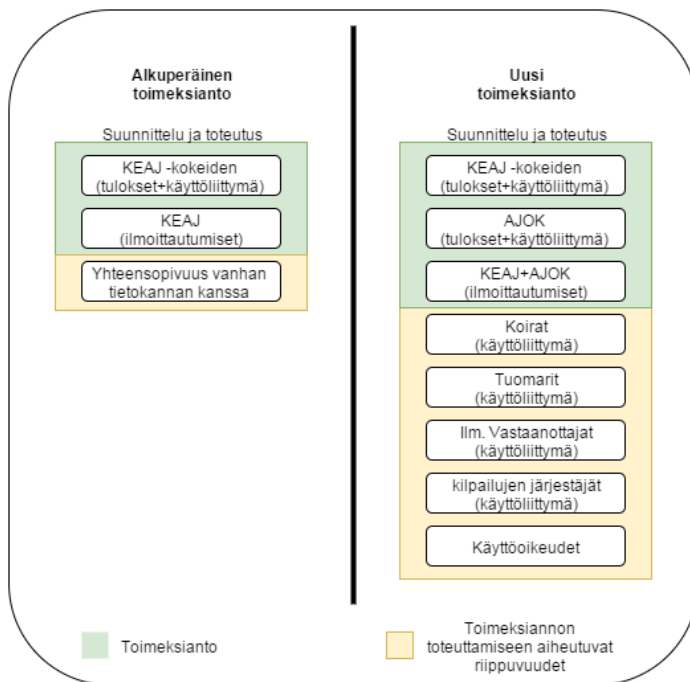 Alkuperäinen
toimeksianto
Suunnittelu ja toteutus
KEAJ -kokeiden
(tulokset+käyttöliittymä)
KEAJ
(ilmoittautumiset)
Yhteensopivuus vanhan
tietokannan kanssa
Uusi
toimeksianto
Suunnittelu ja toteutus
KEAJ -kokeiden
(tulokset+käyttöliittymä)
AJOK
(tulokset+käyttöliittymä)
KEAJ+AJOK
(ilmoittautumiset)
Koirat
(käyttöliittymä)
Tuomarit
(käyttöliittymä)
Ilm. Vastaanottajat
(käyttöliittymä)
kilpailujen järjestäjät
(käyttöliittymä)
Käyttöoikeudet
Toimeksianto
Toimeksiannon
toteuttamiseen aiheutuvat
riippuvuudet